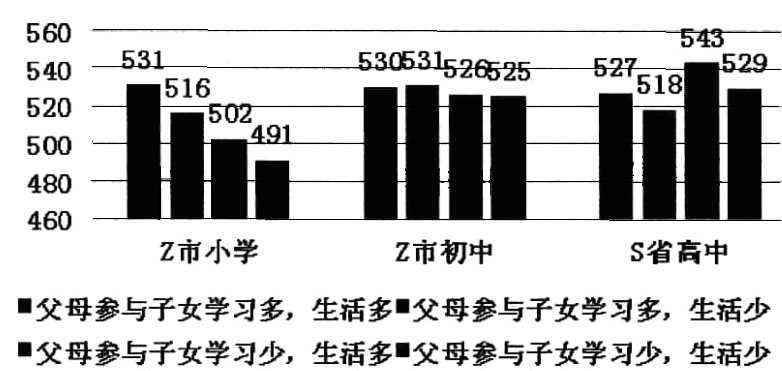 560
540
520
500
480
460
531 516 502 491
530 531 526 525
527 518 543 529
Z市小学 Z市初中 S省高中
■父母参与子女学习多，生活多■父母参与子女学习多，生活少
■父母参与子女学习少，生活多■父母参与子女学习少，生活少